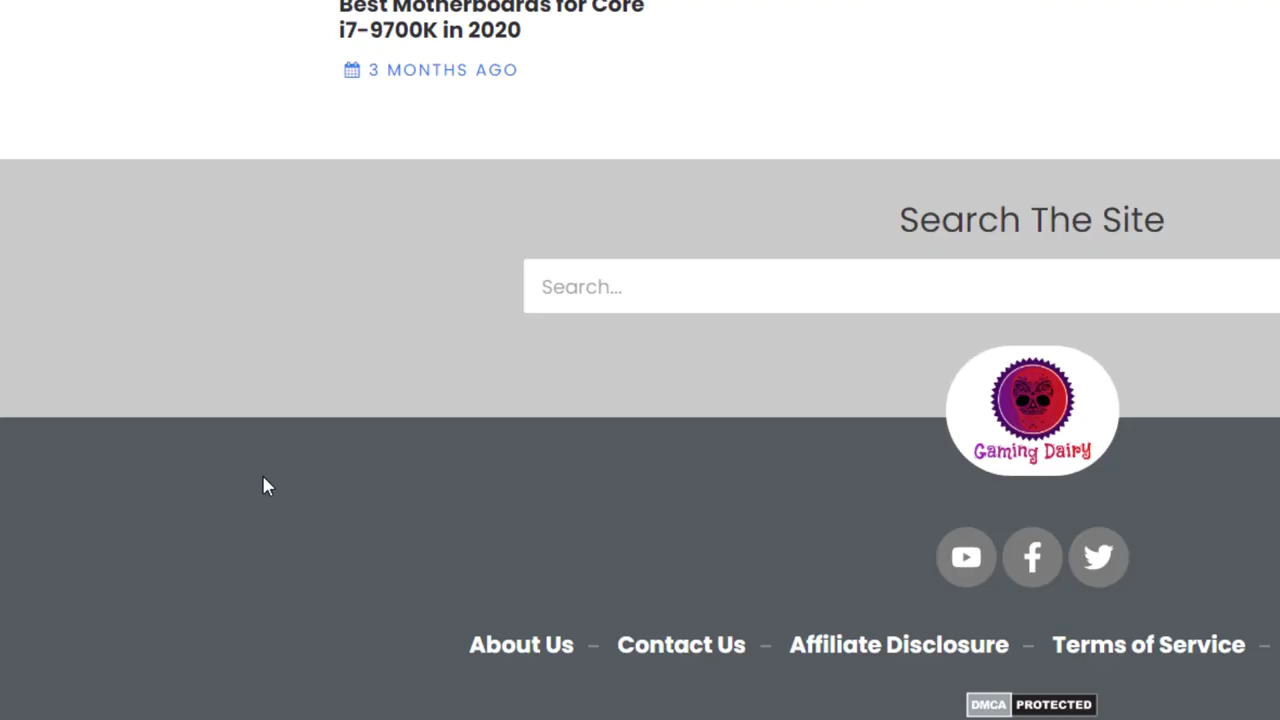 Best Motherboards for Core
i7-9700K in 2020
3 MONTHS AGO
Search The Site
Search...
Gaming Dairy
About Us – Contact Us – Affiliate Disclosure – Terms of Service –
DMCA PROTECTED